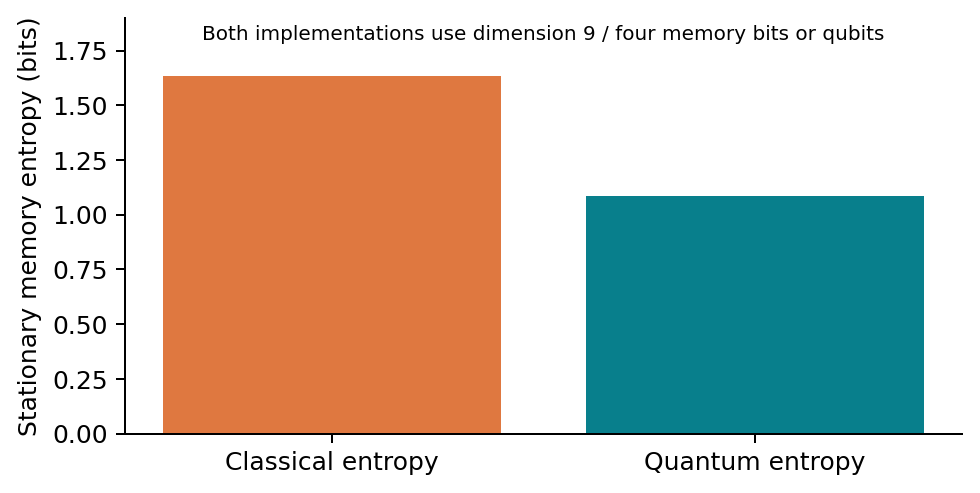 Both implementations use dimension 9 / four memory bits or qubits
Stationary memory entropy (bits)
1.75
1.50
1.25
1.00
0.75
0.50
0.25
0.00
Classical entropy
Quantum entropy